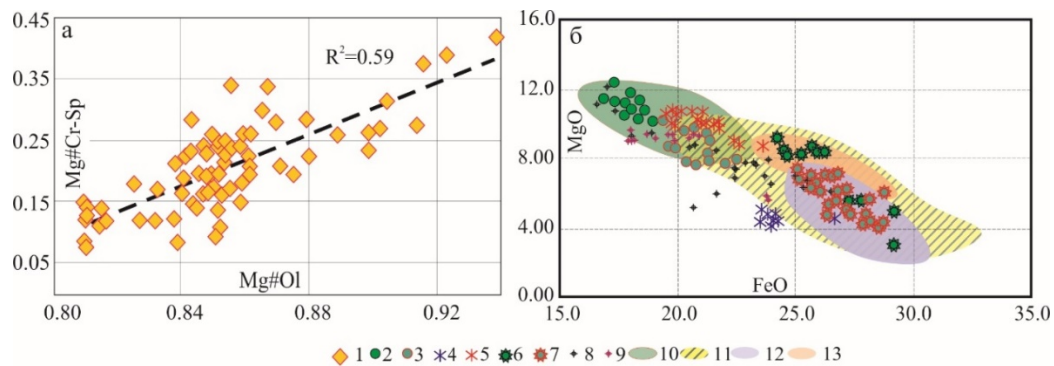 0.45
а
R²=0.59
0.35
Mg#Cr-Sp
0.25
0.15
0.05
Mg#Ol
0.80 0.84 0.88 0.92
16.0
б
12.0
MgO
8.00
4.00
0.00
FeO
15.0 20.0 25.0 30.0 35.0
1 2 3 4 5 6 7 8 9 10 11 12 13